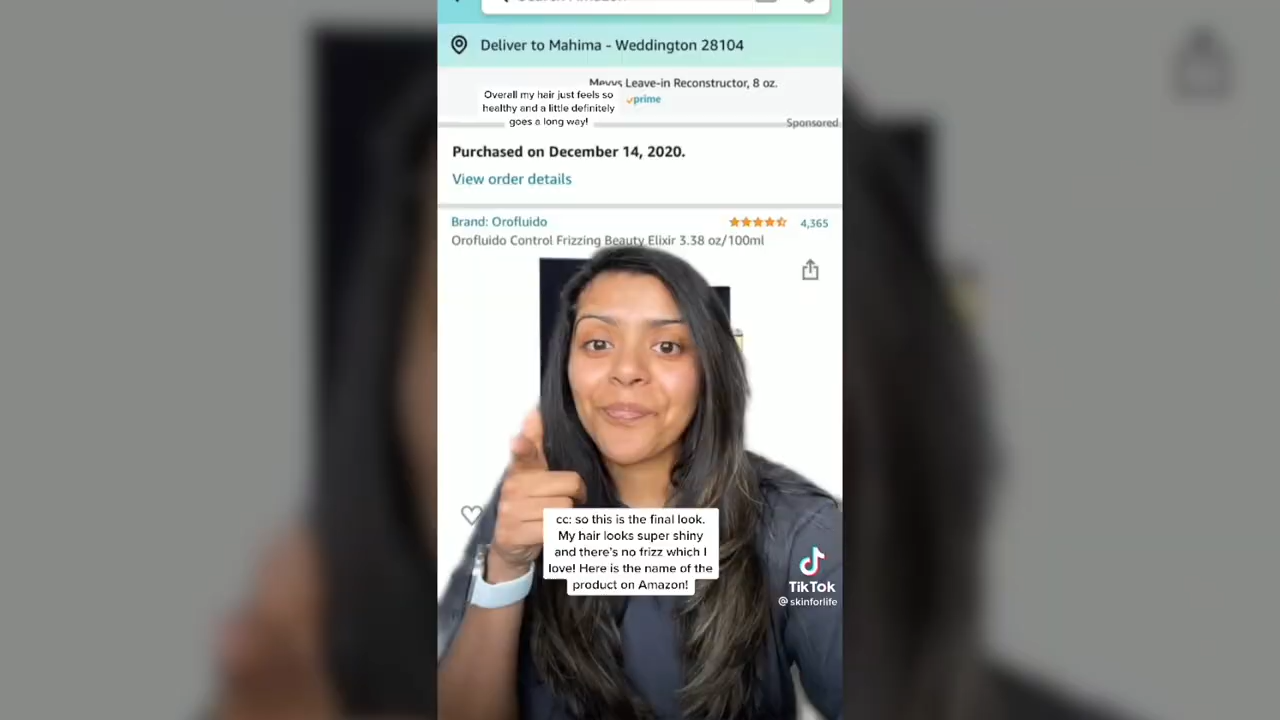 Deliver to Mahima - Weddington 28104
Mevvs Leave-in Reconstructor, 8 oz.
prime
Overall my hair just feels so
healthy and a little definitely
goes a long way!
Sponsored
Purchased on December 14, 2020.
View order details
Brand: Orofluido
4,365
Orofluido Control Frizzing Beauty Elixir 3.38 oz/100ml
cc: so this is the final look.
My hair looks super shiny
and there's no frizz which I
love! Here is the name of the
product on Amazon!
TikTok
@skinforlife